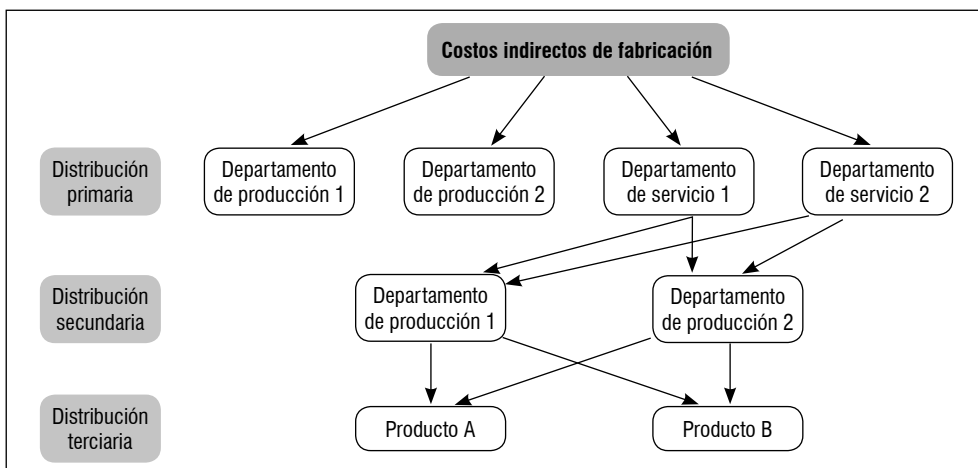 Costos indirectos de fabricación
Distribución
primaria
Departamento
de producción 1
Departamento
de producción 2
Departamento
de servicio 1
Departamento
de servicio 2
Distribución
secundaria
Departamento
de producción 1
Departamento
de producción 2
Distribución
terciaria
Producto A
Producto B